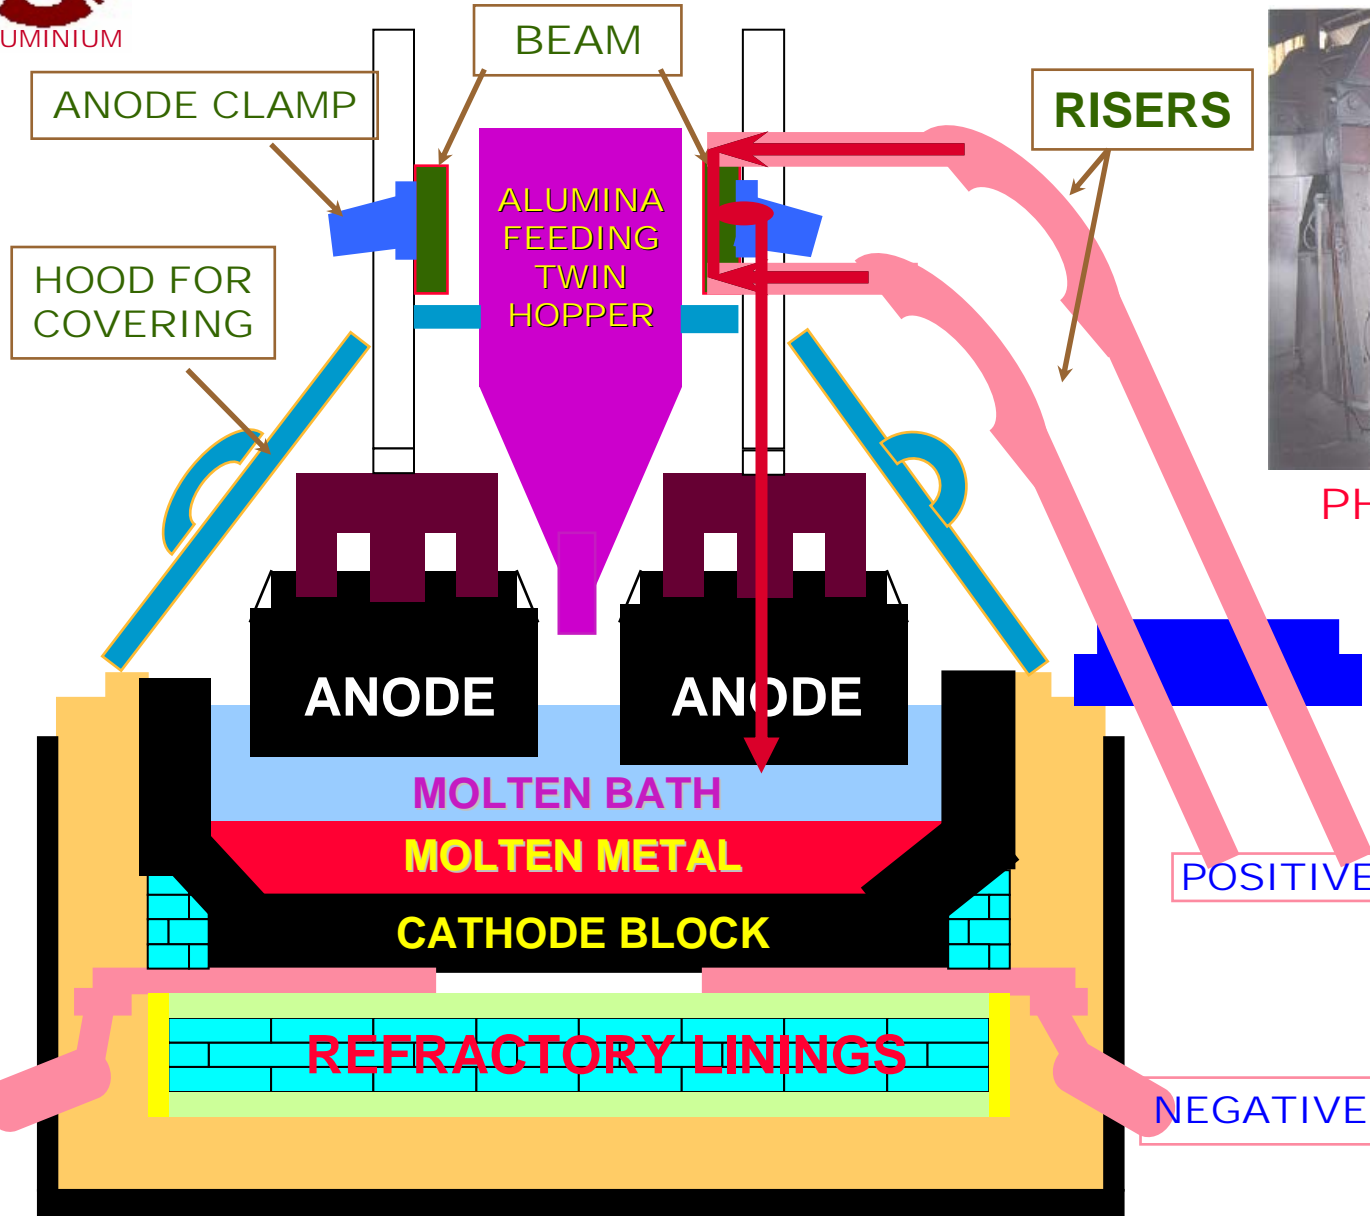 UMINIUM
BEAM
ANODE CLAMP
RISERS
ALUMINA
FEEDING
TWIN
HOPPER
HOOD FOR
COVERING
PH
ANODE
ANODE
MOLTEN BATH
MOLTEN METAL
POSITIVE
CATHODE BLOCK
REFRACTORY LININGS
NEGATIVE